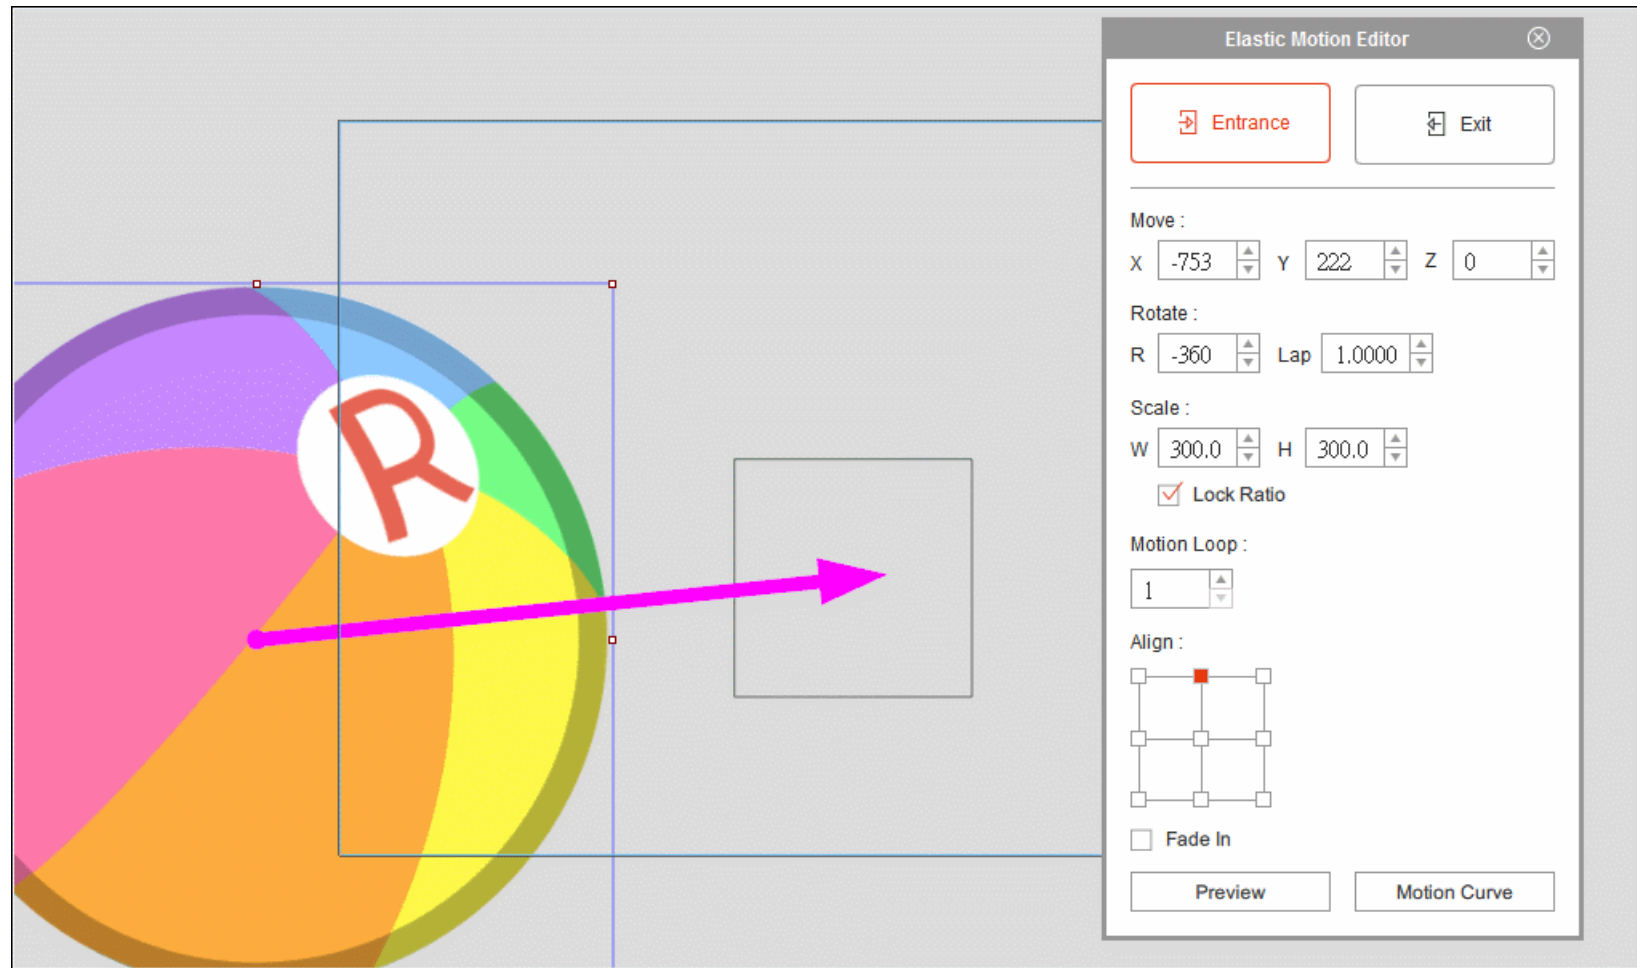 Elastic Motion Editor
Entrance
Exit
Move :
X -753 Y 222 Z 0
Rotate :
R -360 Lap 1.0000
Scale :
W 300.0 H 300.0
Lock Ratio
Motion Loop :
1
Align :
Fade In
Preview
Motion Curve
R